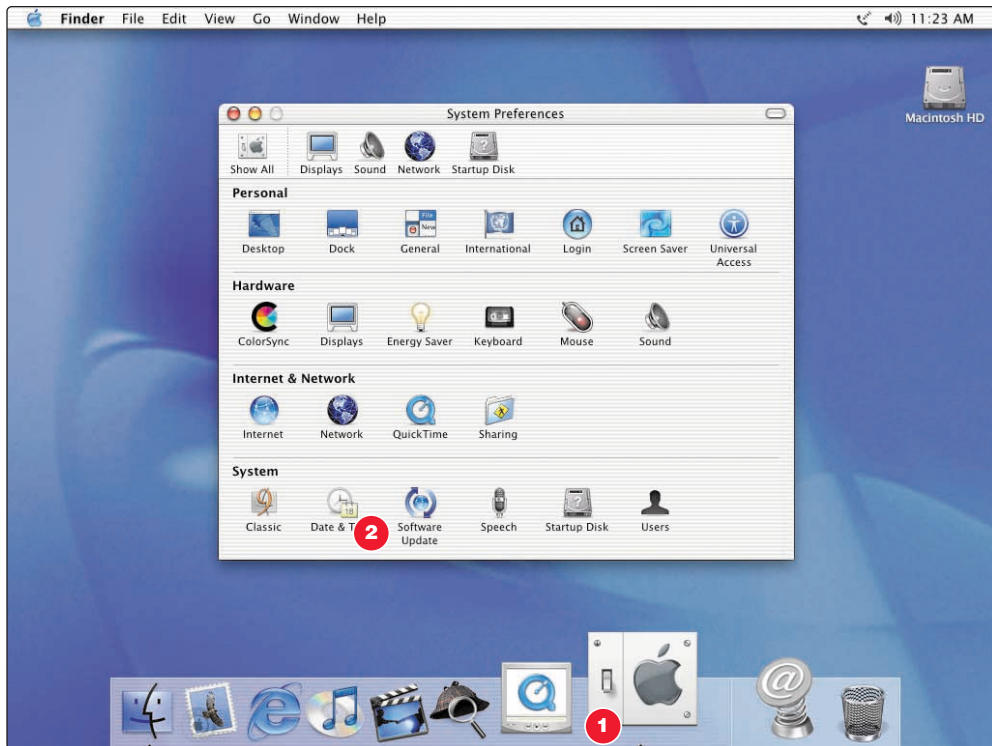 Finder File Edit View Go Window Help 11:23 AM
Macintosh HD
System Preferences
Show All Displays Sound Network Startup Disk
Personal
Desktop Dock General International Login Screen Saver Universal
Access
Hardware
ColorSync Displays Energy Saver Keyboard Mouse Sound
Internet & Network
Internet Network QuickTime Sharing
System
Classic Date & Software Speech Startup Disk Users
Update
2
1